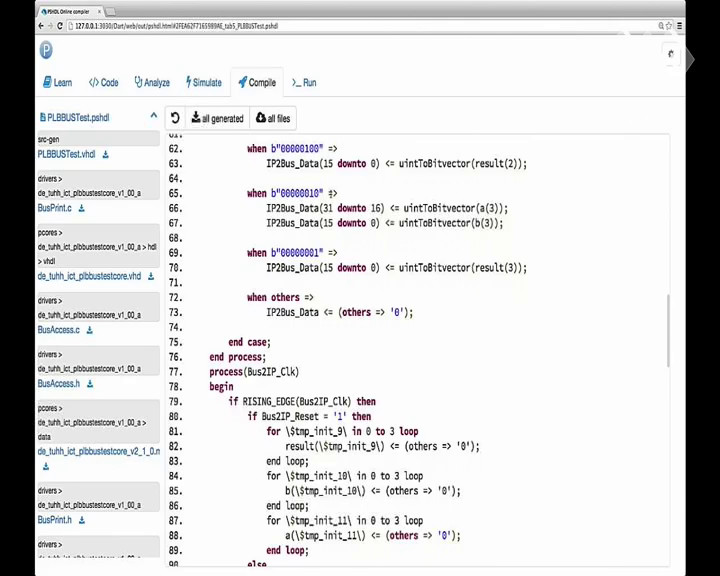 PSHDL Online compiler
127.0.0.1:3030/Dart/web/out/pshdl.html#2FEA62F7165989AE_tab5_PLBBUSTest.pshdl
P
Learn
</> Code
Analyze
Simulate
Compile
>_ Run
PLBBUSTest.pshdl
src-gen
PLBBUSTest.vhdl
drivers >
de_tuhh_ict_plbbustestcore_v1_00_a
BusPrint.c
pcores >
de_tuhh_ict_plbbustestcore_v1_00_a > hdl
> vhdl
de_tuhh_ict_plbbustestcore.vhd
drivers >
de_tuhh_ict_plbbustestcore_v1_00_a
BusAccess.c
drivers >
de_tuhh_ict_plbbustestcore_v1_00_a
BusAccess.h
pcores >
de_tuhh_ict_plbbustestcore_v1_00_a >
data
de_tuhh_ict_plbbustestcore_v2_1_0.m
drivers >
de_tuhh_ict_plbbustestcore_v1_00_a
BusPrint.h
drivers >
all generated
all files
61.
62. when b"00000100" =>
63. IP2Bus_Data(15 downto 0) <= uintToBitvector(result(2));
64.
65. when b"00000010" =>
66. IP2Bus_Data(31 downto 16) <= uintToBitvector(a(3));
67. IP2Bus_Data(15 downto 0) <= uintToBitvector(b(3));
68.
69. when b"00000001" =>
70. IP2Bus_Data(15 downto 0) <= uintToBitvector(result(3));
71.
72. when others =>
73. IP2Bus_Data <= (others => '0');
74.
75. end case;
76. end process;
77. process(Bus2IP_Clk)
78. begin
79. if RISING_EDGE(Bus2IP_Clk) then
80. if Bus2IP_Reset = '1' then
81. for \$tmp_init_9\ in 0 to 3 loop
82. result(\$tmp_init_9\) <= (others => '0');
83. end loop;
84. for \$tmp_init_10\ in 0 to 3 loop
85. b(\$tmp_init_10\) <= (others => '0');
86. end loop;
87. for \$tmp_init_11\ in 0 to 3 loop
88. a(\$tmp_init_11\) <= (others => '0');
89. end loop;
90. else